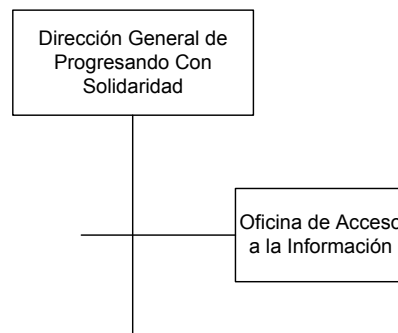 Dirección General de
Progresando Con
Solidaridad
Oficina de Acceso
a la Información